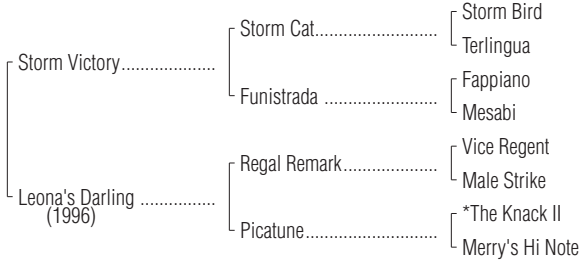 Storm Bird
Storm Cat....................
Terlingua
Storm Victory...................
Fappiano
Funistrada ....................
Mesabi
Vice Regent
Regal Remark.................
Male Strike
Leona's Darling ...............
(1996)
*The Knack II
Picatune.......................
Merry's Hi Note